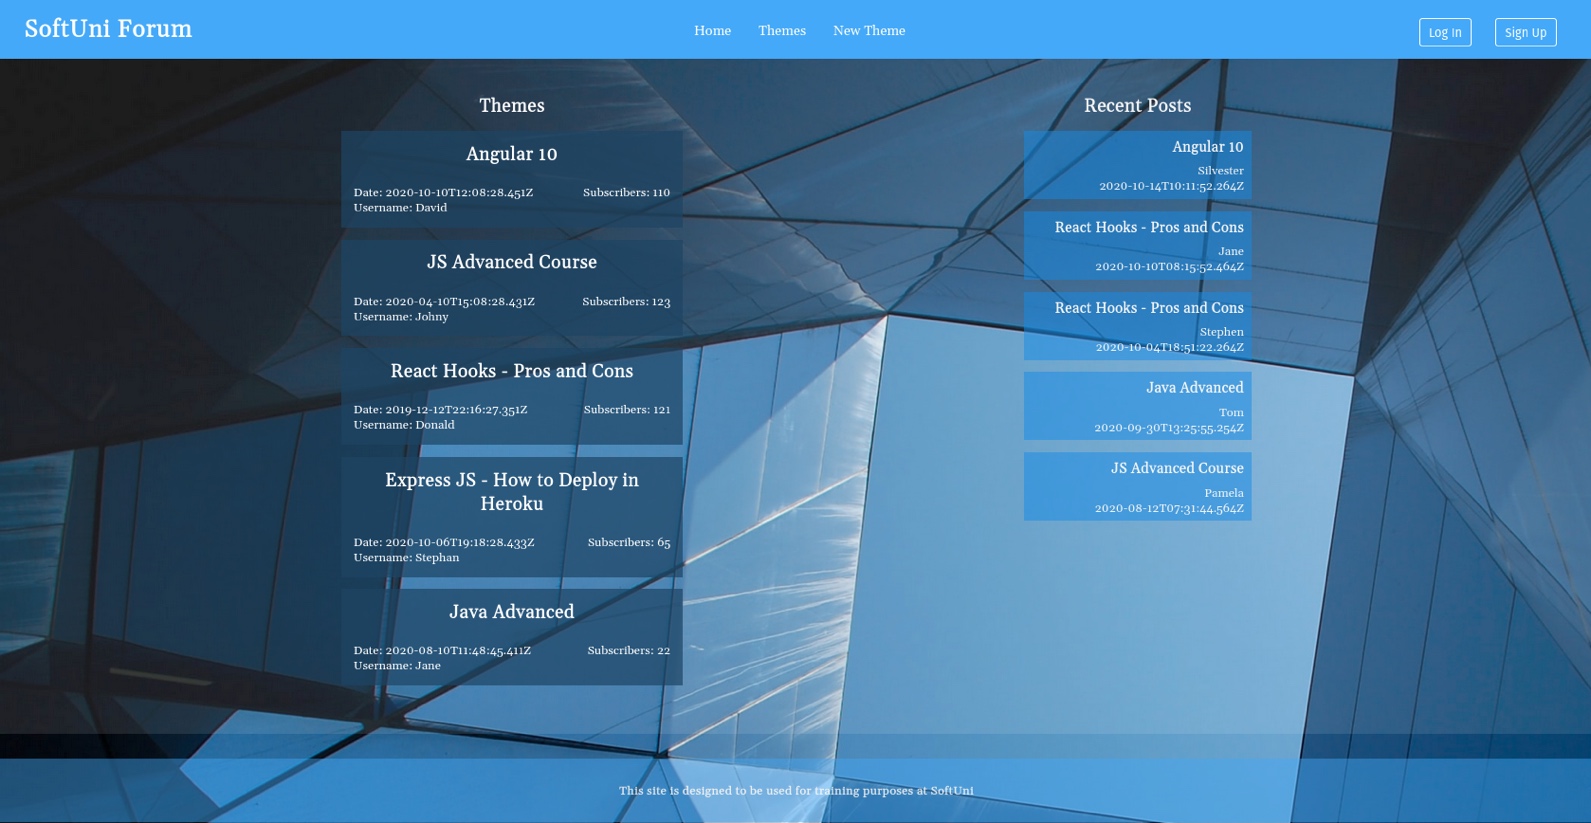 SoftUni Forum
Home
Themes
New Theme
Log In
Sign Up
Themes
Angular 10
Date: 2020-10-10T12:08:28.451Z
Subscribers: 110
Username: David
JS Advanced Course
Date: 2020-04-10T15:08:28.431Z
Subscribers: 123
Username: Johny
React Hooks - Pros and Cons
Date: 2019-12-12T22:16:27.351Z
Subscribers: 121
Username: Donald
Express JS - How to Deploy in
Heroku
Date: 2020-10-06T19:18:28.433Z
Subscribers: 65
Username: Stephan
Java Advanced
Date: 2020-08-10T11:48:45.411Z
Subscribers: 22
Username: Jane
Recent Posts
Angular 10
Silvester
2020-10-14T10:11:52.264Z
React Hooks - Pros and Cons
Jane
2020-10-10T08:15:52.464Z
React Hooks - Pros and Cons
Stephen
2020-10-04T18:51:22.264Z
Java Advanced
Tom
2020-09-30T13:25:55.254Z
JS Advanced Course
Pamela
2020-08-12T07:31:44.564Z
This site is designed to be used for training purposes at SoftUni